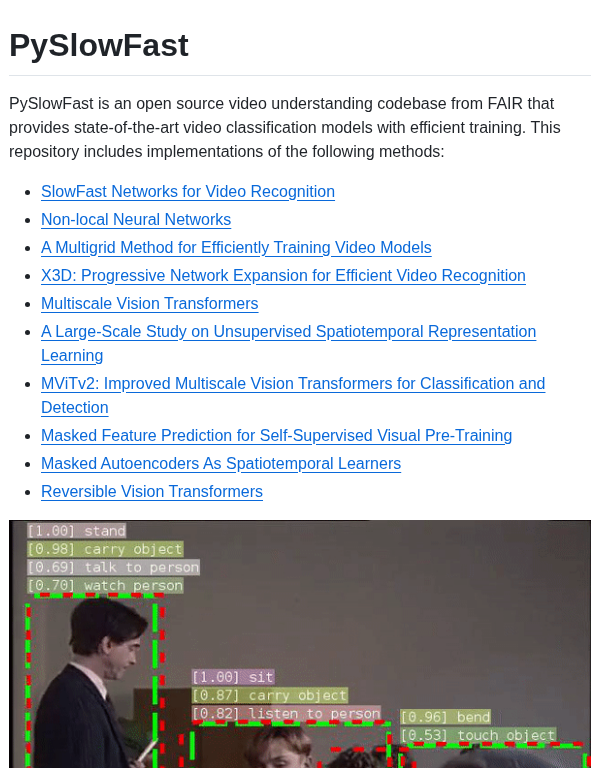 PySlowFast
PySlowFast is an open source video understanding codebase from FAIR that
provides state-of-the-art video classification models with efficient training. This
repository includes implementations of the following methods:
SlowFast Networks for Video Recognition
Non-local Neural Networks
A Multigrid Method for Efficiently Training Video Models
X3D: Progressive Network Expansion for Efficient Video Recognition
Multiscale Vision Transformers
A Large-Scale Study on Unsupervised Spatiotemporal Representation
Learning
MViTv2: Improved Multiscale Vision Transformers for Classification and
Detection
Masked Feature Prediction for Self-Supervised Visual Pre-Training
Masked Autoencoders As Spatiotemporal Learners
Reversible Vision Transformers
[1.00] stand
[0.98] carry object
[0.69] talk to person
[0.70] watch person
[1.00] sit
[0.87] carry object
[0.82] listen to person
[0.96] bend
[0.53] touch object